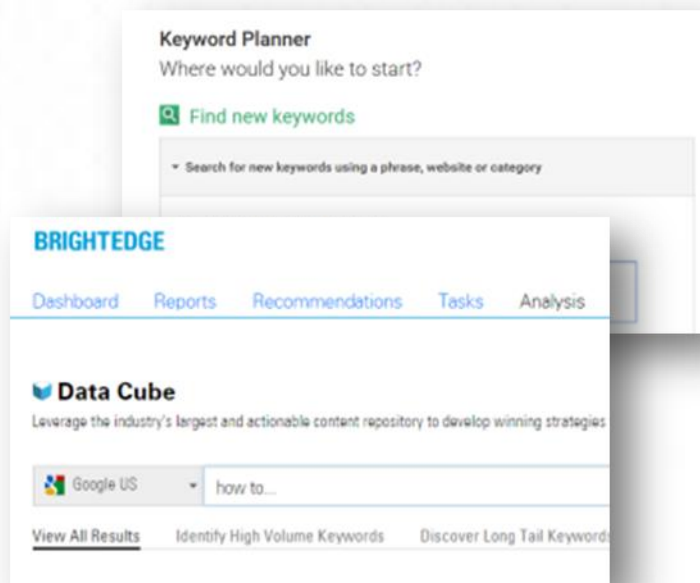 Keyword Planner
Where would you like to start?
Find new keywords
Search for new keywords using a phrase, website or category
BRIGHTEDGE
Dashboard Reports Recommendations Tasks Analysis
Data Cube
Leverage the industry's largest and actionable content repository to develop winning strategies
Google US how to...
View All Results Identify High Volume Keywords Discover Long Tail Keywords